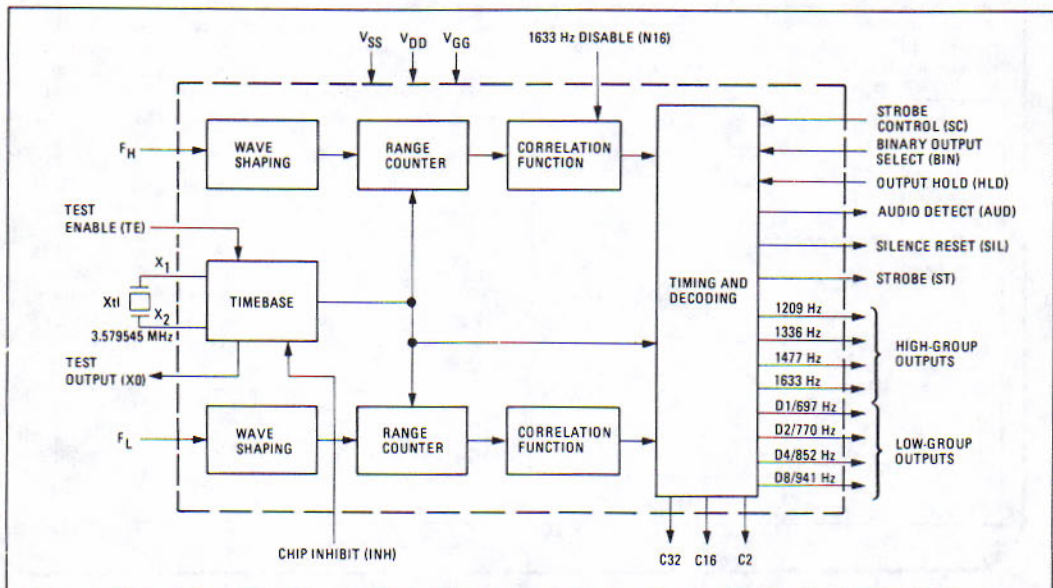 VSS VDD VGG
1633 Hz DISABLE (N16)
FH
WAVE
SHAPING
RANGE
COUNTER
CORRELATION
FUNCTION
STROBE
CONTROL (SC)
BINARY OUTPUT
SELECT (BIN)
OUTPUT HOLD (HLD)
AUDIO DETECT (AUD)
SILENCE RESET (SIL)
STROBE (ST)
TEST
ENABLE (TE)
X1
Xtl
X2
3.579545 MHz
TIMEBASE
TIMING AND
DECODING
TEST
OUTPUT (X0)
1209 Hz
1336 Hz
1477 Hz
1633 Hz
HIGH-GROUP
OUTPUTS
D1/697 Hz
D2/770 Hz
D4/852 Hz
D8/941 Hz
LOW-GROUP
OUTPUTS
FL
WAVE
SHAPING
RANGE
COUNTER
CORRELATION
FUNCTION
CHIP INHIBIT (INH)
C32 C16 C2